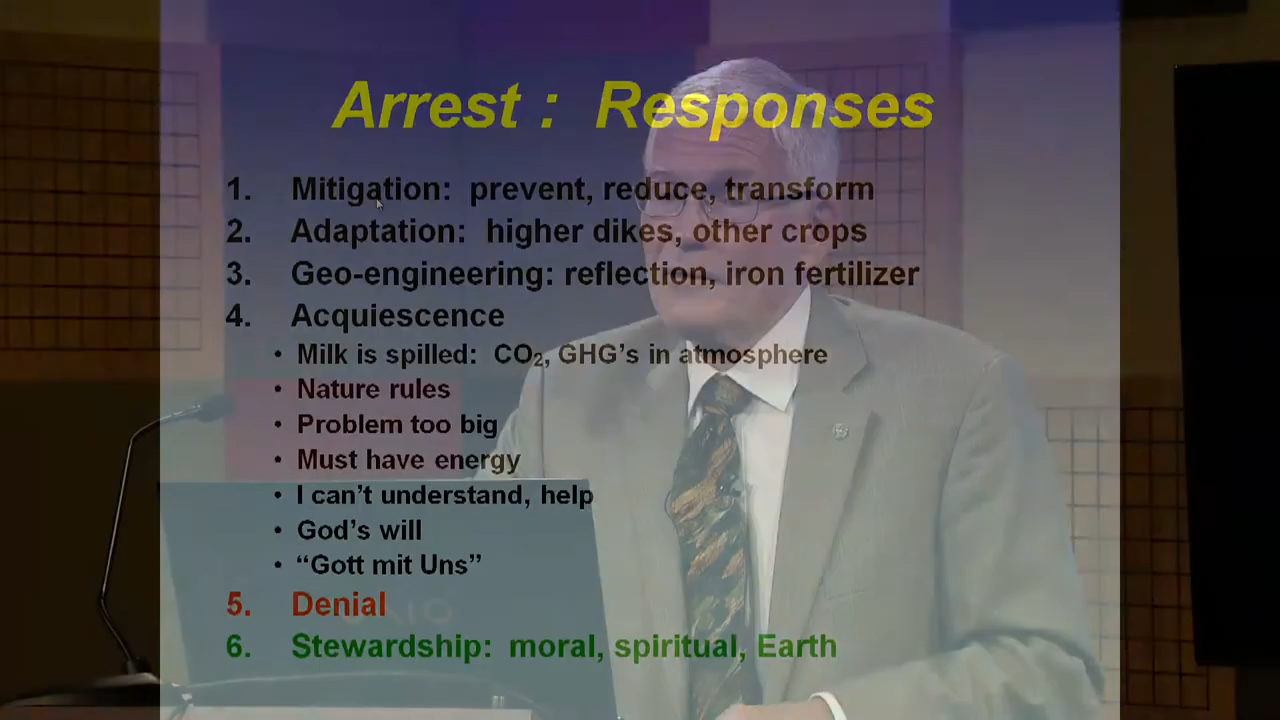 Arrest : Responses
1. Mitigation: prevent, reduce, transform
2. Adaptation: higher dikes, other crops
3. Geo-engineering: reflection, iron fertilizer
4. Acquiescence
• Milk is spilled: CO₂, GHG's in atmosphere
• Nature rules
• Problem too big
• Must have energy
• I can't understand, help
• God's will
• “Gott mit Uns”
5. Denial
6. Stewardship: moral, spiritual, Earth